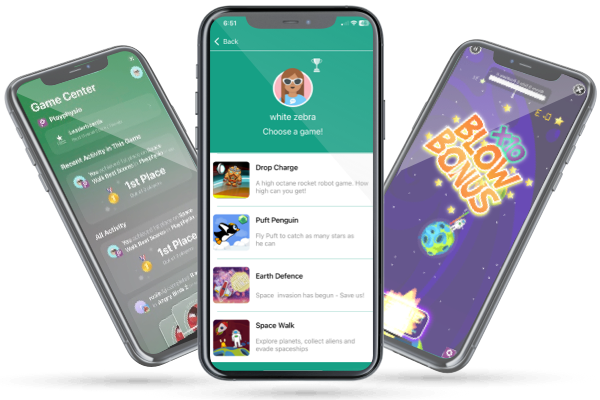 Game Center
Playphysio
Leaderboards
Recent Activity in This Game
1st Place
All Activity
1st Place
6:51
Back
white zebra
Choose a game!
Drop Charge
A high octane rocket robot game. How
high can you get!
Puft Penguin
Fly Puft to catch as many stars as
he can
Earth Defence
Space invasion has begun - Save us!
Space Walk
Explore planets, collect aliens and
evade spaceships
BLOW
BONUS